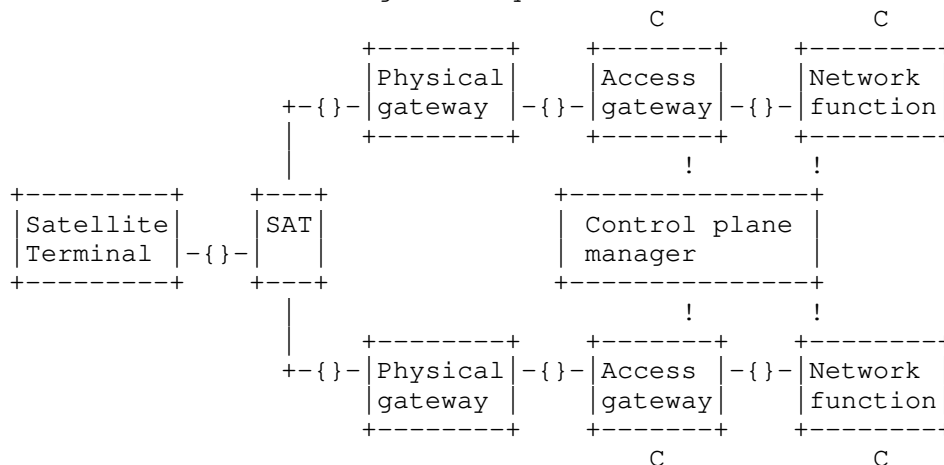 C                 C
+--------+     +-------+     +---------
|Physical|     |Access |     |Network
+-{}-|gateway |-{}-|gateway|-{}-|function|
|    +--------+     +-------+     +---------
|                          !        !
+---------+    +---+               +---------------+
|Satellite|    |SAT|               | Control plane |
|Terminal |-{}-|   |               | manager       |
+---------+    +---+               +---------------+
|                          !        !
|    +--------+     +-------+     +---------
+-{}-|Physical|-{}-|Access |-{}-|Network
|gateway |     |gateway|     |function|
+--------+     +-------+     +---------
C                 C